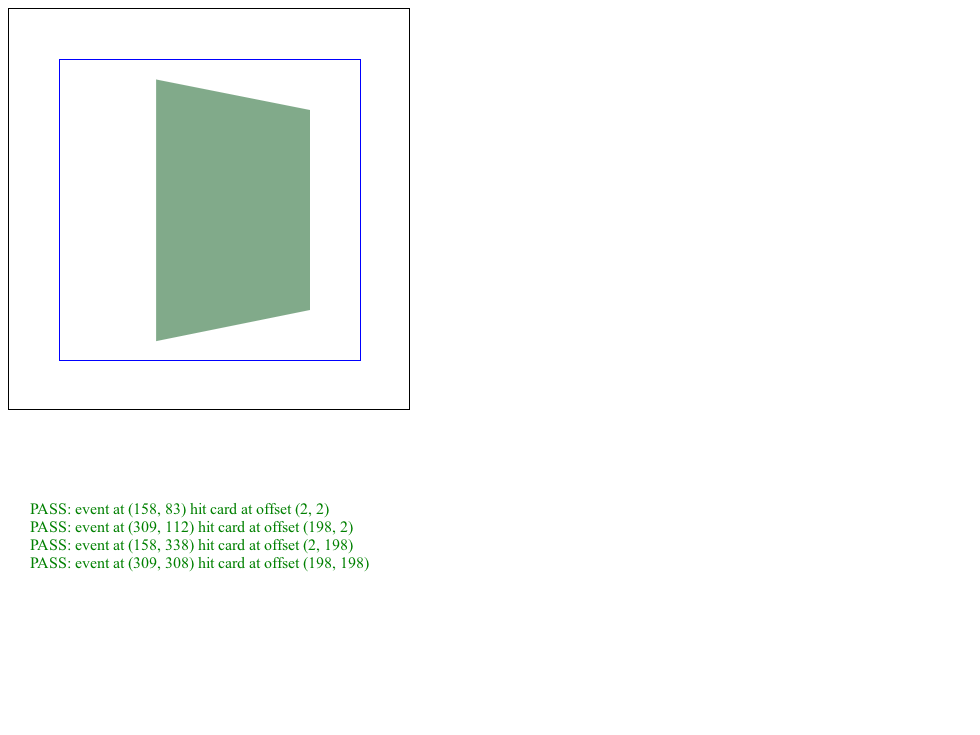 PASS: event at (158, 83) hit card at offset (2, 2)
PASS: event at (309, 112) hit card at offset (198, 2)
PASS: event at (158, 338) hit card at offset (2, 198)
PASS: event at (309, 308) hit card at offset (198, 198)